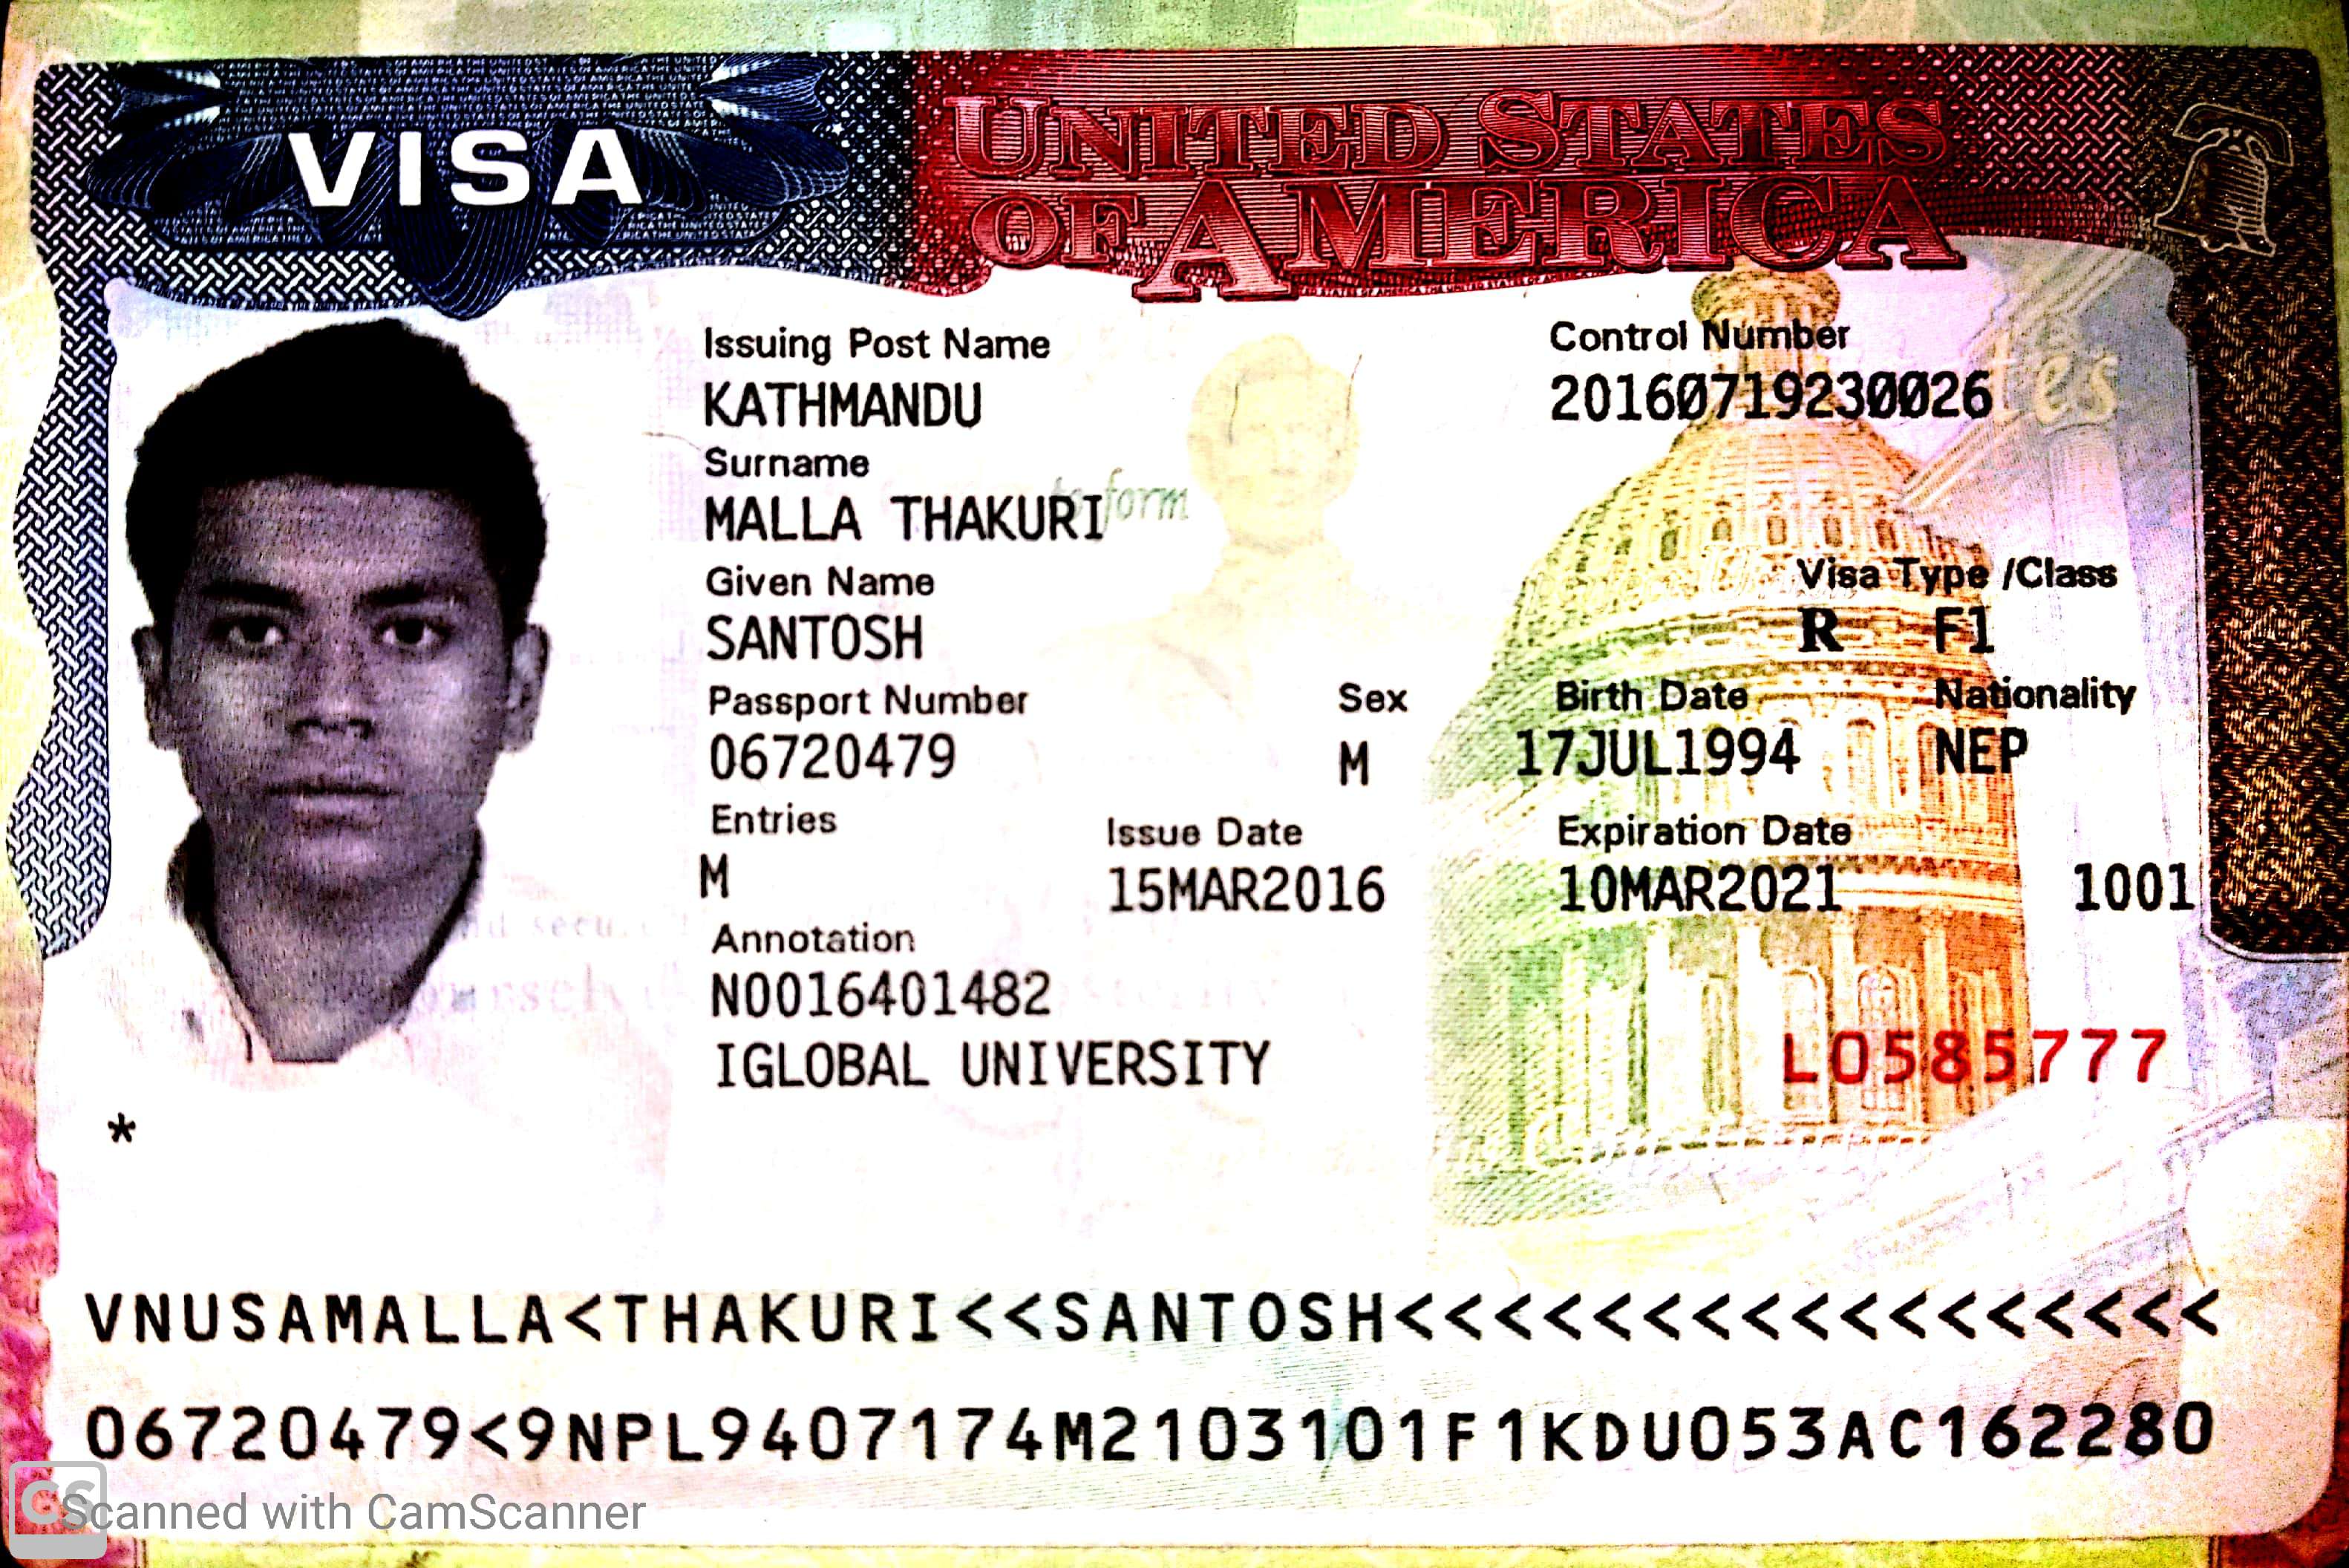 VISA
UNITED STATES
OF AMERICA
Issuing Post Name
KATHMANDU
Control Number
20160719230026
Surname
MALLA THAKURI
Given Name
SANTOSH
Visa Type /Class
R F1
Passport Number
06720479
Sex
M
Birth Date
17JUL1994
Nationality
NEP
Entries
M
Issue Date
15MAR2016
Expiration Date
10MAR2021
1001
Annotation
N0016401482
IGLOBAL UNIVERSITY
L0585777
*
VNUSAMALLA<THAKURI<<SANTOSH<<<<<<<<<<<<<<<<<
06720479<9NPL9407174M2103101F1KDU053AC162280
CS
Scanned with CamScanner